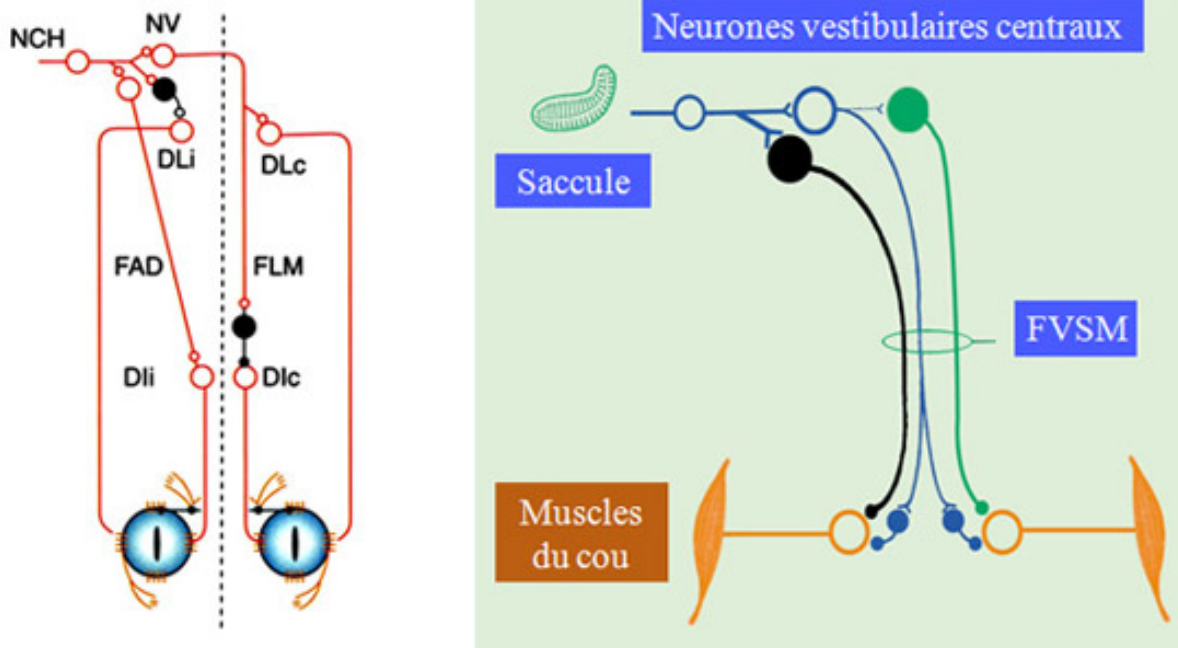 NCH
NV
DLi
DLc
FAD
FLM
DIi
DIc
Neurones vestibulaires centraux
Saccule
FVSM
Muscles
du cou